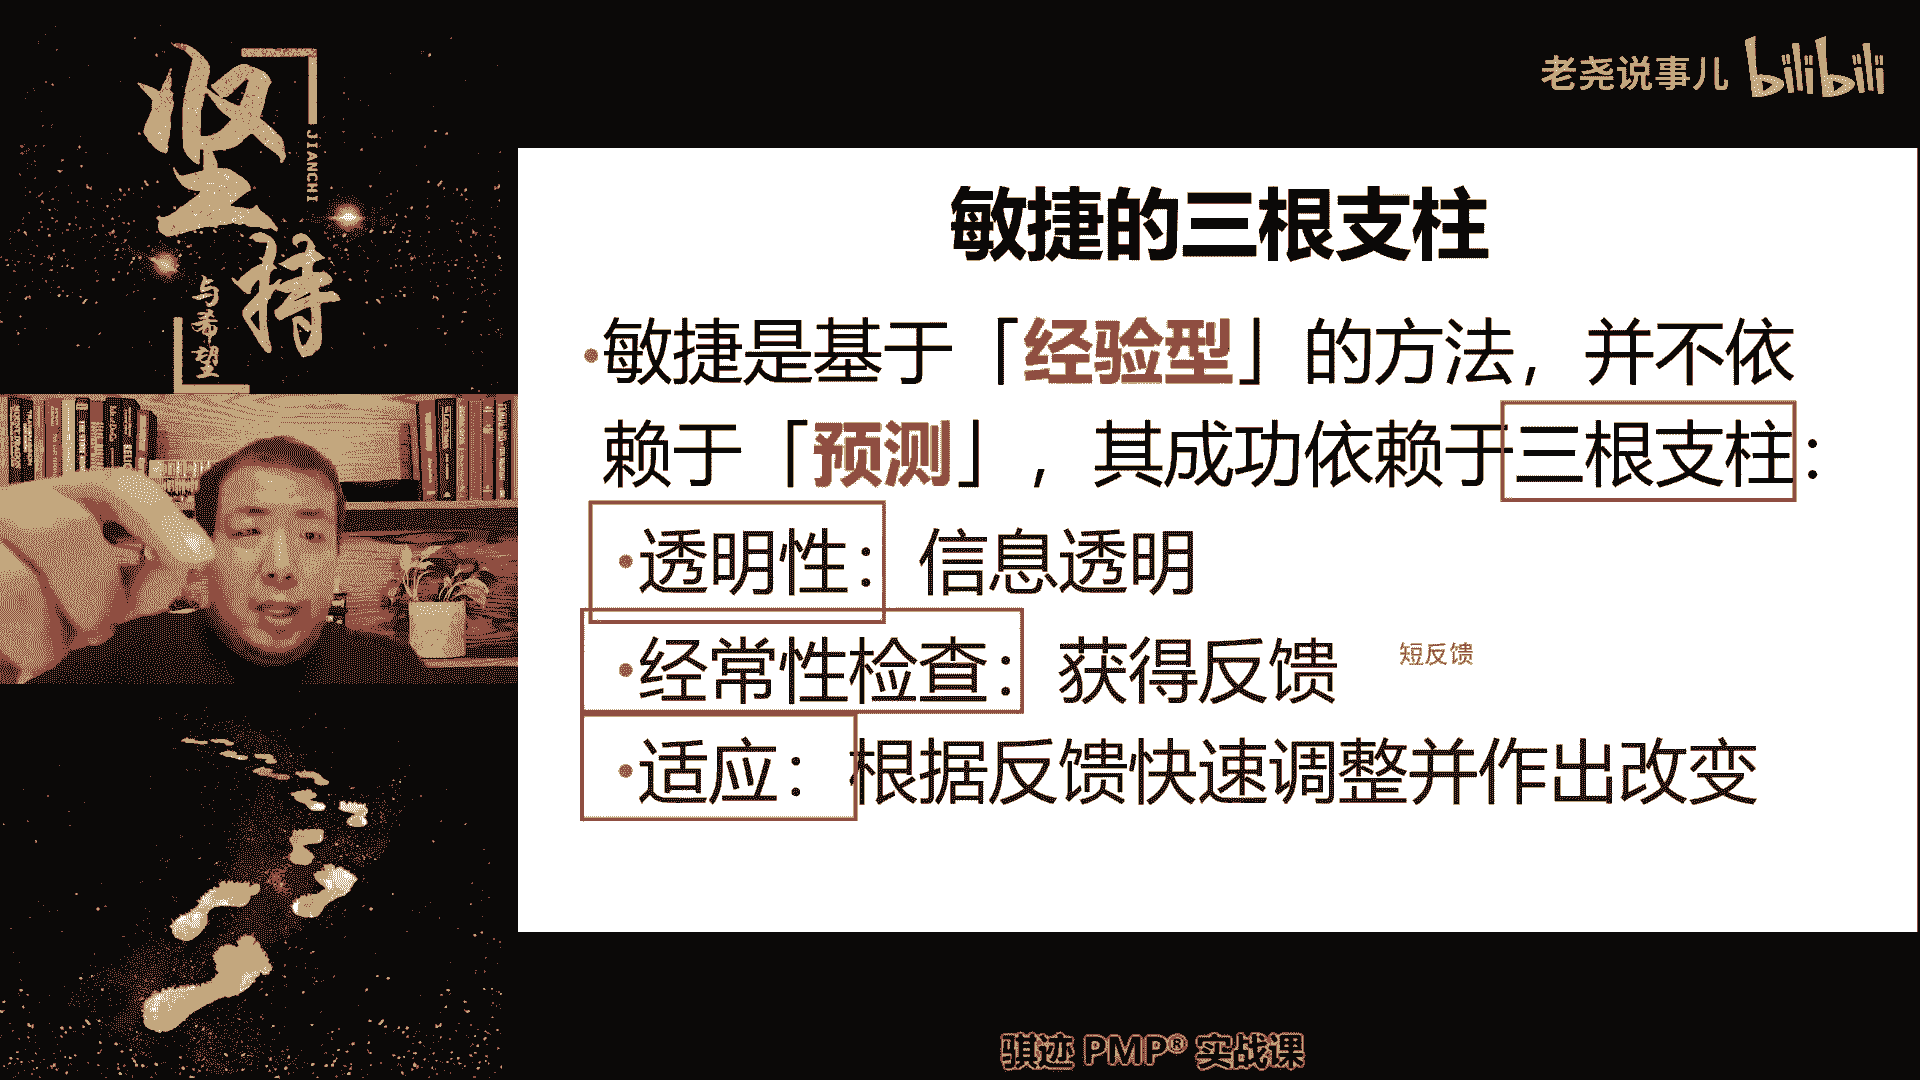 坚持
JIANCHI
与希望
老尧说事儿 bilibili
敏捷的三根支柱
•敏捷是基于「经验型」的方法，并不依
赖于「预测」，其成功依赖于三根支柱：
•透明性：信息透明
•经常性检查：获得反馈
短反馈
•适应：根据反馈快速调整并作出改变
骐迹 PMP® 实战课